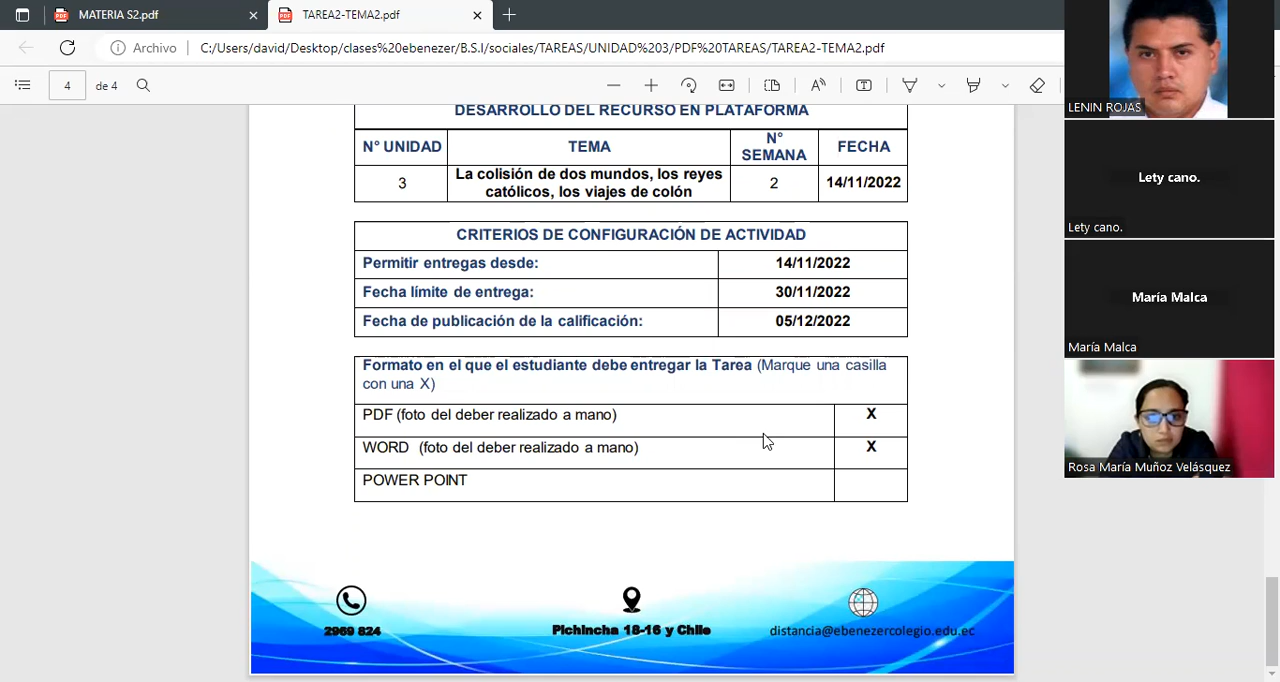 MATERIA S2.pdf
TAREA2-TEMA2.pdf
Archivo
C:/Users/david/Desktop/clases%20ebenezer/B.S.I/sociales/TAREAS/UNIDAD%203/PDF%20TAREAS/TAREA2-TEMA2.pdf
4 de 4
DESARROLLO DEL RECURSO EN PLATAFORMA
N° UNIDAD TEMA N° SEMANA FECHA
3 La colisión de dos mundos, los reyes católicos, los viajes de colón 2 14/11/2022
CRITERIOS DE CONFIGURACIÓN DE ACTIVIDAD
Permitir entregas desde: 14/11/2022
Fecha límite de entrega: 30/11/2022
Fecha de publicación de la calificación: 05/12/2022
Formato en el que el estudiante debe entregar la Tarea (Marque una casilla
con una X)
PDF (foto del deber realizado a mano) X
WORD (foto del deber realizado a mano) X
POWER POINT
2969 824
Pichincha 18-16 y Chile
distancia@ebenezercolegio.edu.ec
LENIN ROJAS
Lety cano.
Lety cano.
María Malca
María Malca
Rosa María Muñoz Velásquez